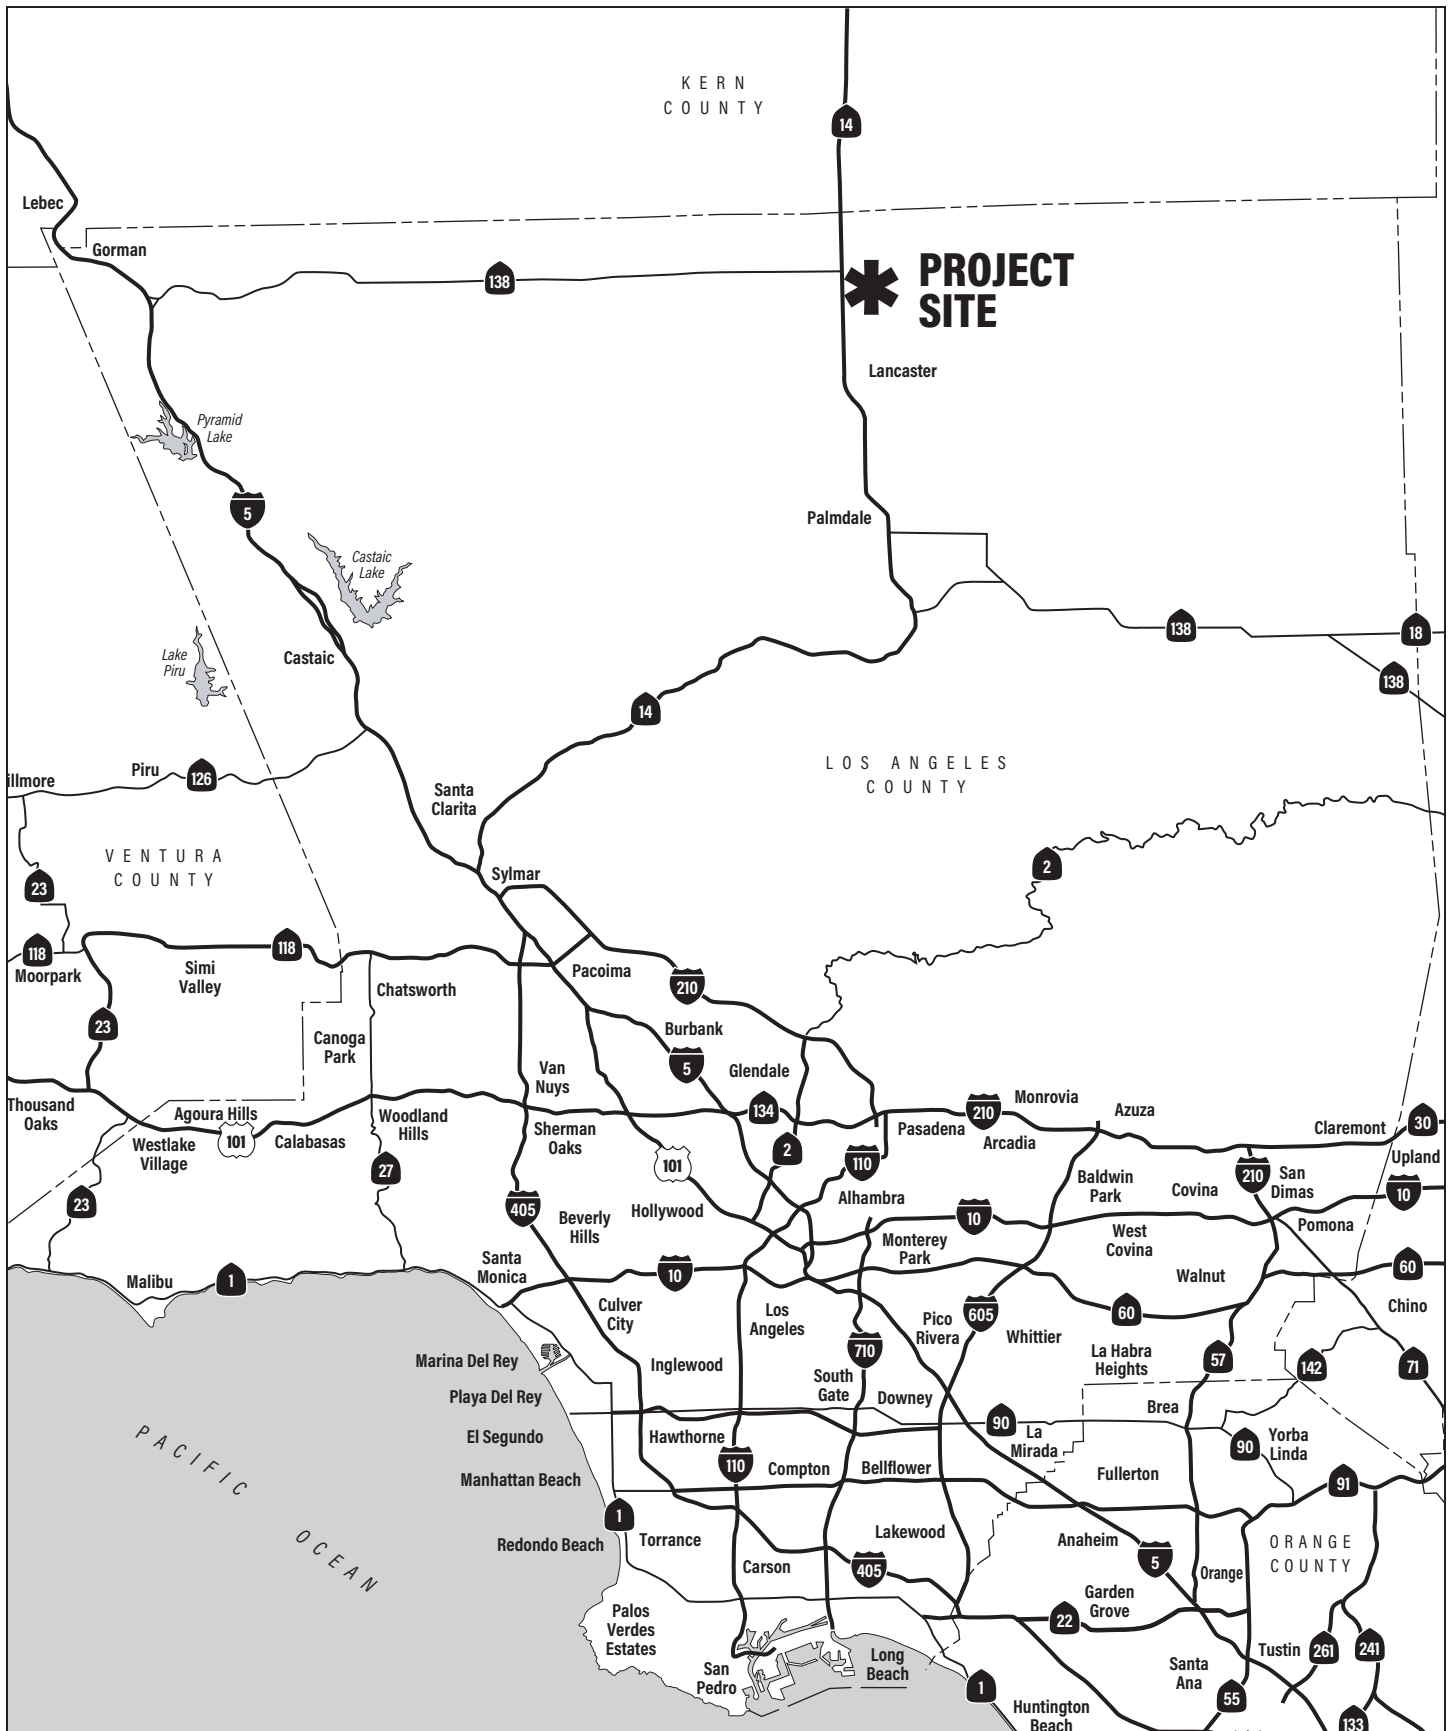 KERN
COUNTY
14
Lebec
Gorman
138
PROJECT
SITE
Lancaster
Pyramid
Lake
5
Palmdale
Castaic
Lake
138
18
Castaic
Lake
Piru
138
14
LOS ANGELES
COUNTY
illmore
Piru
126
Santa
Clarita
VENTURA
COUNTY
2
Sylmar
23
118
118
Moorpark
Simi
Valley
Pacoima
210
Chatsworth
23
Canoga
Park
Burbank
5
Van
Nuys
Glendale
Thousand
Oaks
Agoura Hills
101
Calabasas
Woodland
Hills
Westlake
Village
Sherman
Oaks
134
210
Monrovia
Azuza
Pasadena
Arcadia
Claremont
30
Upland
2
110
101
27
23
405
Alhambra
Baldwin
Park
Covina
210
San
Dimas
10
Hollywood
Beverly
Hills
10
Monterey
Park
West
Covina
Pomona
Santa
Monica
10
Walnut
60
Malibu
1
Culver
City
Los
Angeles
Pico
Rivera
605
Whittier
60
Chino
Marina Del Rey
Inglewood
710
La Habra
Heights
57
142
71
Playa Del Rey
South
Gate
Downey
Brea
El Segundo
Hawthorne
90
La
Mirada
90
Yorba
Linda
PACIFIC
OCEAN
Manhattan Beach
110
Compton
Bellflower
Fullerton
91
Redondo Beach
1
Torrance
Lakewood
Anaheim
5
ORANGE
COUNTY
Carson
405
Orange
Palos
Verdes
Estates
22
Garden
Grove
San
Pedro
Long
Beach
Tustin
261
241
1
Santa
Ana
55
Huntington
Beach
133